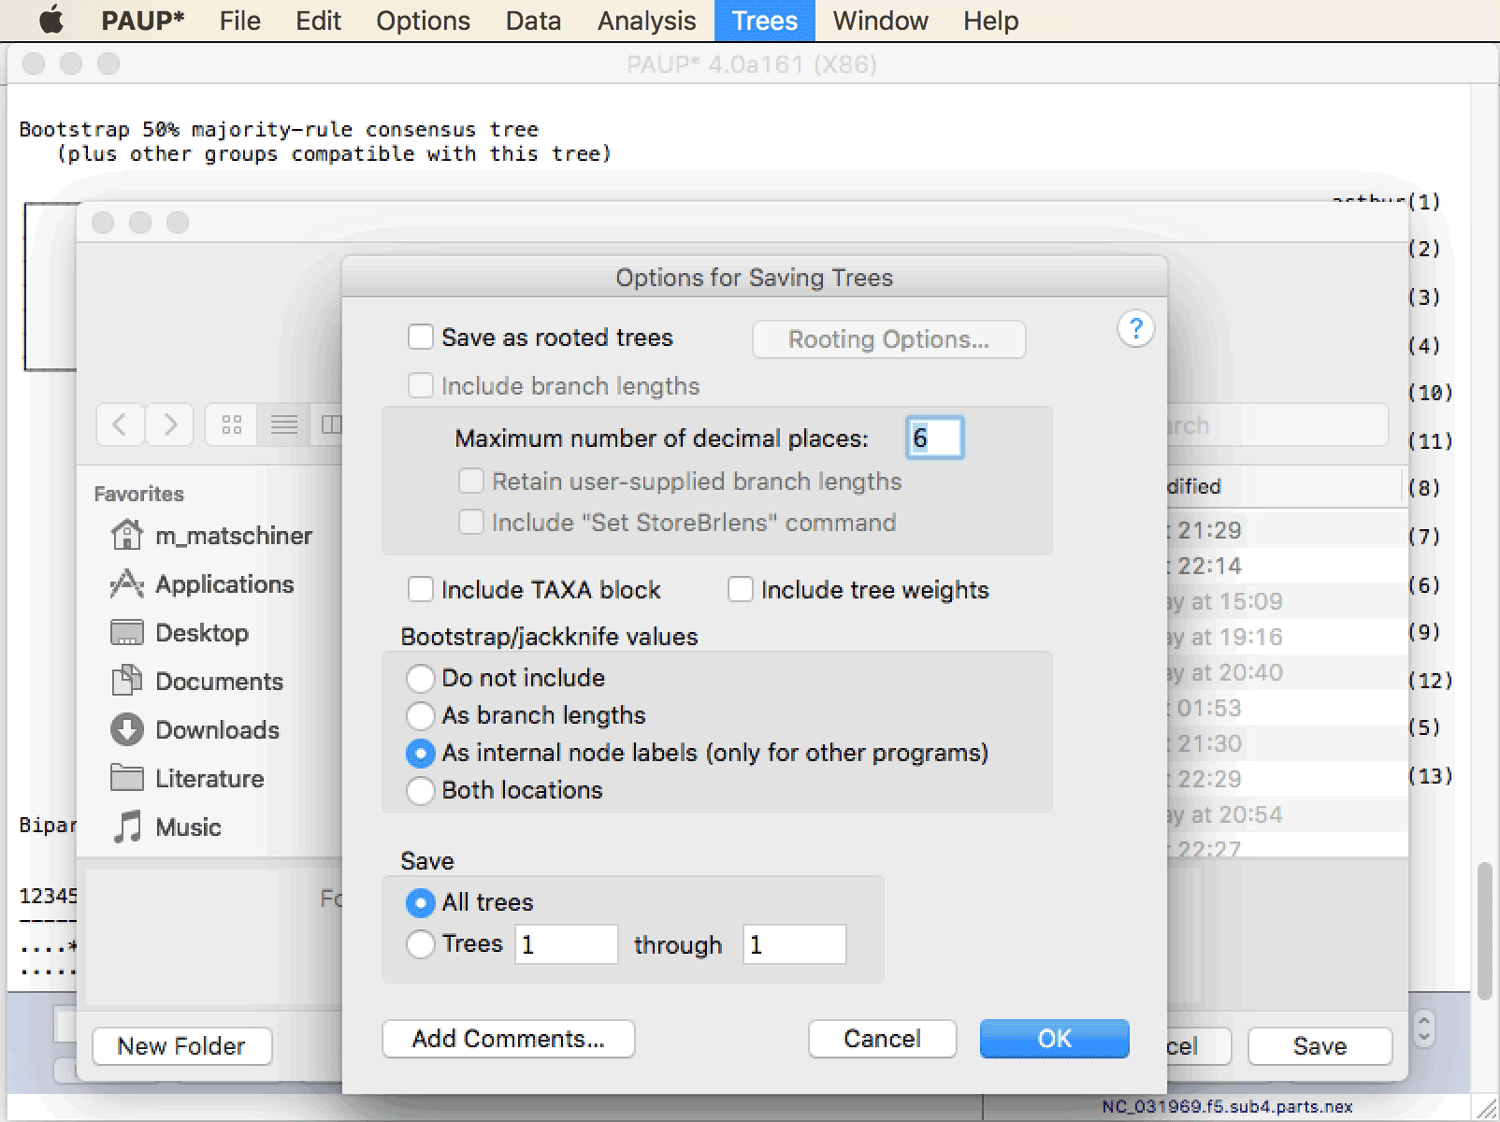 PAUP* File Edit Options Data Analysis Trees Window Help
PAUP* 4.0a161 (X86)
Bootstrap 50% majority-rule consensus tree
(plus other groups compatible with this tree)
(1)
(2)
(3)
(4)
(10)
(11)
(8)
(7)
(6)
(9)
(12)
(5)
(13)
Options for Saving Trees
Save as rooted trees Rooting Options... ?
Include branch lengths
Maximum number of decimal places: 6
Retain user-supplied branch lengths
Include "Set StoreBrlens" command
Include TAXA block Include tree weights
Bootstrap/jackknife values
Do not include
As branch lengths
As internal node labels (only for other programs)
Both locations
Save
All trees
Trees 1 through 1
Add Comments... Cancel OK
Favorites
m_matschiner
Applications
Desktop
Documents
Downloads
Literature
Music
21:29
22:14
at 15:09
at 19:16
at 20:40
01:53
21:30
22:29
at 20:54
22:27
12345
....*
.....
New Folder Save
NC_031969.f5.sub4.parts.nex